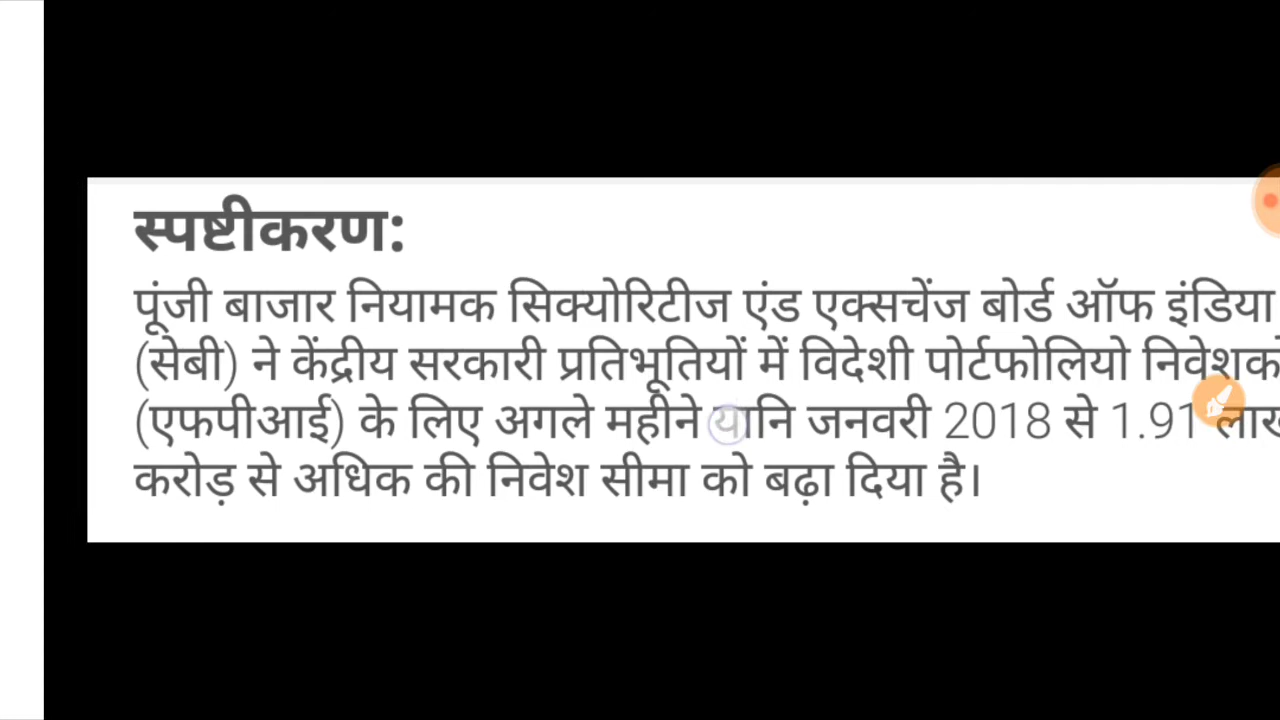 स्पष्टीकरण:
पूंजी बाजार नियामक सिक्योरिटीज एंड एक्सचेंज बोर्ड ऑफ इंडिया
(सेबी) ने केंद्रीय सरकारी प्रतिभूतियों में विदेशी पोर्टफोलियो
(एफपीआई) के लिए अगले महीने यानि जनवरी 2018 से 1.91
करोड़ से अधिक की निवेश सीमा को बढ़ा दिया है।